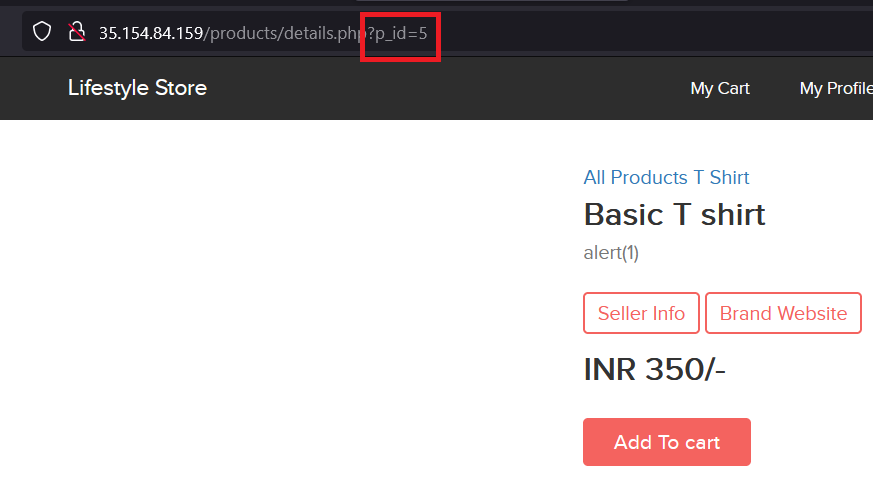 35.154.84.159/products/details.php?p_id=5
Lifestyle Store My Cart My Profile
All Products T Shirt
Basic T shirt
alert(1)
Seller Info Brand Website
INR 350/-
Add To cart